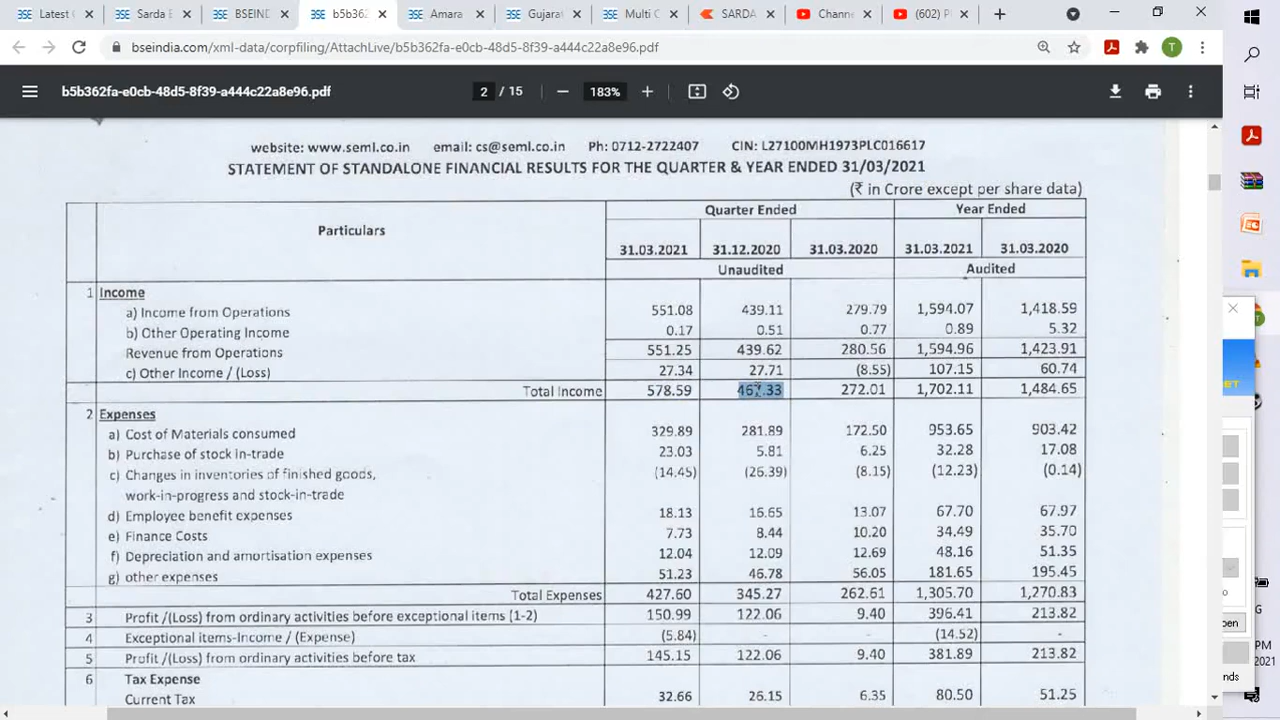 Latest C
Sarda E
BSEIND
b5b362
Amara
Gujara
Multi C
SARDA
Channe
(602) P
bseindia.com/xml-data/corpfiling/AttachLive/b5b362fa-e0cb-48d5-8f39-a444c22a8e96.pdf
T
b5b362fa-e0cb-48d5-8f39-a444c22a8e96.pdf
2 / 15
183%
website: www.seml.co.in email: cs@seml.co.in Ph: 0712-2722407 CIN: L27100MH1973PLC016617
STATEMENT OF STANDALONE FINANCIAL RESULTS FOR THE QUARTER & YEAR ENDED 31/03/2021
(₹ in Crore except per share data)
Particulars Quarter Ended Year Ended
31.03.2021 31.12.2020 31.03.2020 31.03.2021 31.03.2020
Unaudited Audited
1 Income
a) Income from Operations 551.08 439.11 279.79 1,594.07 1,418.59
b) Other Operating Income 0.17 0.51 0.77 0.89 5.32
Revenue from Operations 551.25 439.62 280.56 1,594.96 1,423.91
c) Other Income / (Loss) 27.34 27.71 (8.55) 107.15 60.74
Total Income 578.59 467.33 272.01 1,702.11 1,484.65
2 Expenses
a) Cost of Materials consumed 329.89 281.89 172.50 953.65 903.42
b) Purchase of stock in-trade 23.03 5.81 6.25 32.28 17.08
c) Changes in inventories of finished goods, (14.45) (26.39) (8.15) (12.23) (0.14)
work-in-progress and stock-in-trade
d) Employee benefit expenses 18.13 16.65 13.07 67.70 67.97
e) Finance Costs 7.73 8.44 10.20 34.49 35.70
f) Depreciation and amortisation expenses 12.04 12.09 12.69 48.16 51.35
g) other expenses 51.23 46.78 56.05 181.65 195.45
Total Expenses 427.60 345.27 262.61 1,305.70 1,270.83
3 Profit /(Loss) from ordinary activities before exceptional items (1-2) 150.99 122.06 9.40 396.41 213.82
4 Exceptional items-Income / (Expense) (5.84) - - (14.52) -
5 Profit /(Loss) from ordinary activities before tax 145.15 122.06 9.40 381.89 213.82
6 Tax Expense
Current Tax 32.66 26.15 6.35 80.50 51.25
ET
pen
nds
G
PM
2021